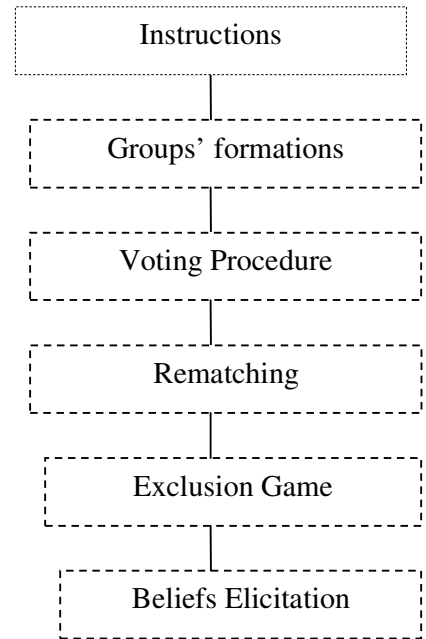 Instructions
Groups’ formations
Voting Procedure
Rematching
Exclusion Game
Beliefs Elicitation